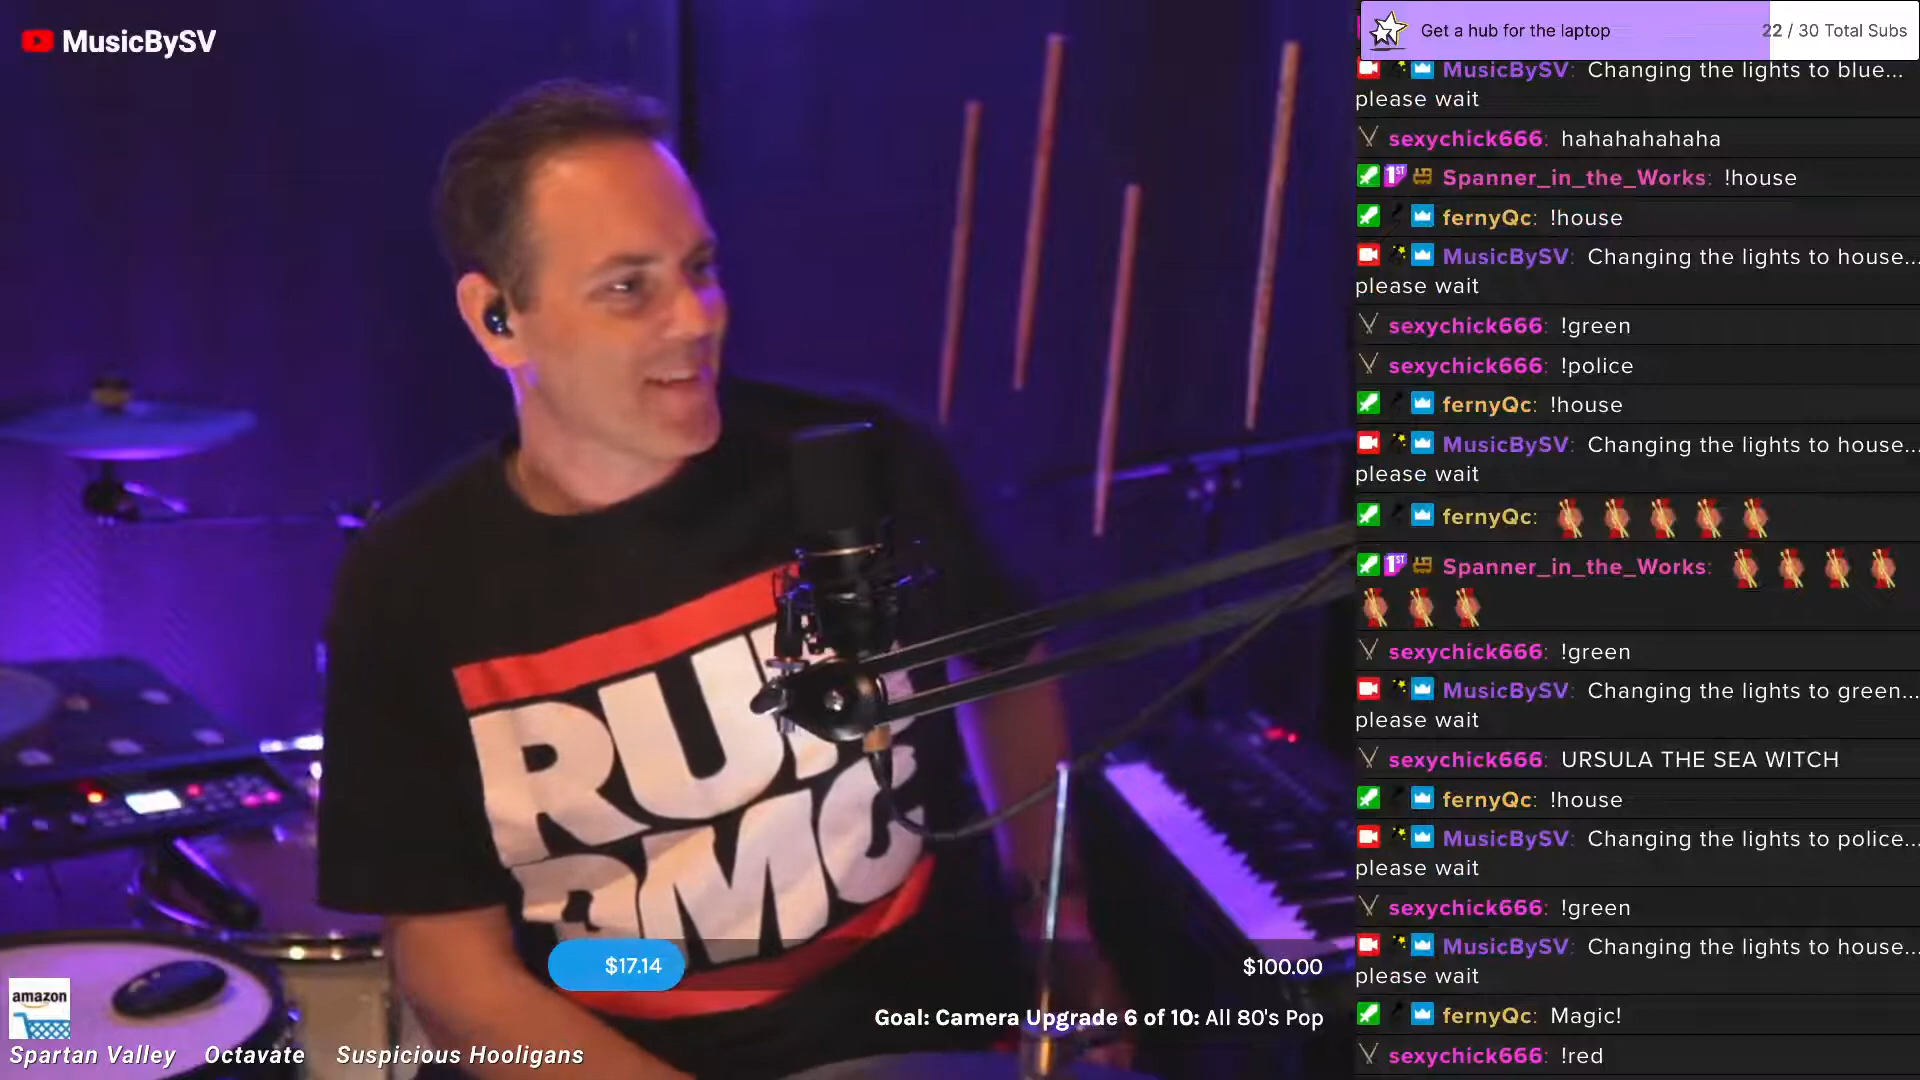 MusicBySV
Get a hub for the laptop
22 / 30 Total Subs
MusicBySV: Changing the lights to blue...
please wait
sexychick666: hahahahahaha
1ST Spanner_in_the_Works: !house
fernyQc: !house
MusicBySV: Changing the lights to house...
please wait
sexychick666: !green
sexychick666: !police
fernyQc: !house
MusicBySV: Changing the lights to house...
please wait
fernyQc:
1ST Spanner_in_the_Works:
sexychick666: !green
MusicBySV: Changing the lights to green...
please wait
sexychick666: URSULA THE SEA WITCH
fernyQc: !house
MusicBySV: Changing the lights to police...
please wait
sexychick666: !green
MusicBySV: Changing the lights to house...
please wait
fernyQc: Magic!
sexychick666: !red
RUN
DMC
$17.14
$100.00
Goal: Camera Upgrade 6 of 10: All 80's Pop
amazon
Spartan Valley Octavate Suspicious Hooligans